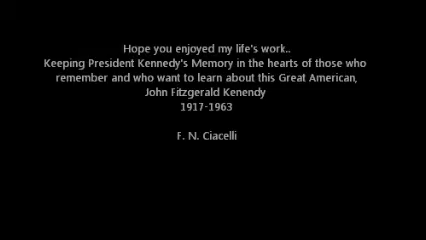 Hope you enjoyed my life's work..
Keeping President Kennedy's Memory in the hearts of those who
remember and who want to learn about this Great American,
John Fitzgerald Kenendy
1917-1963
F. N. Ciacelli